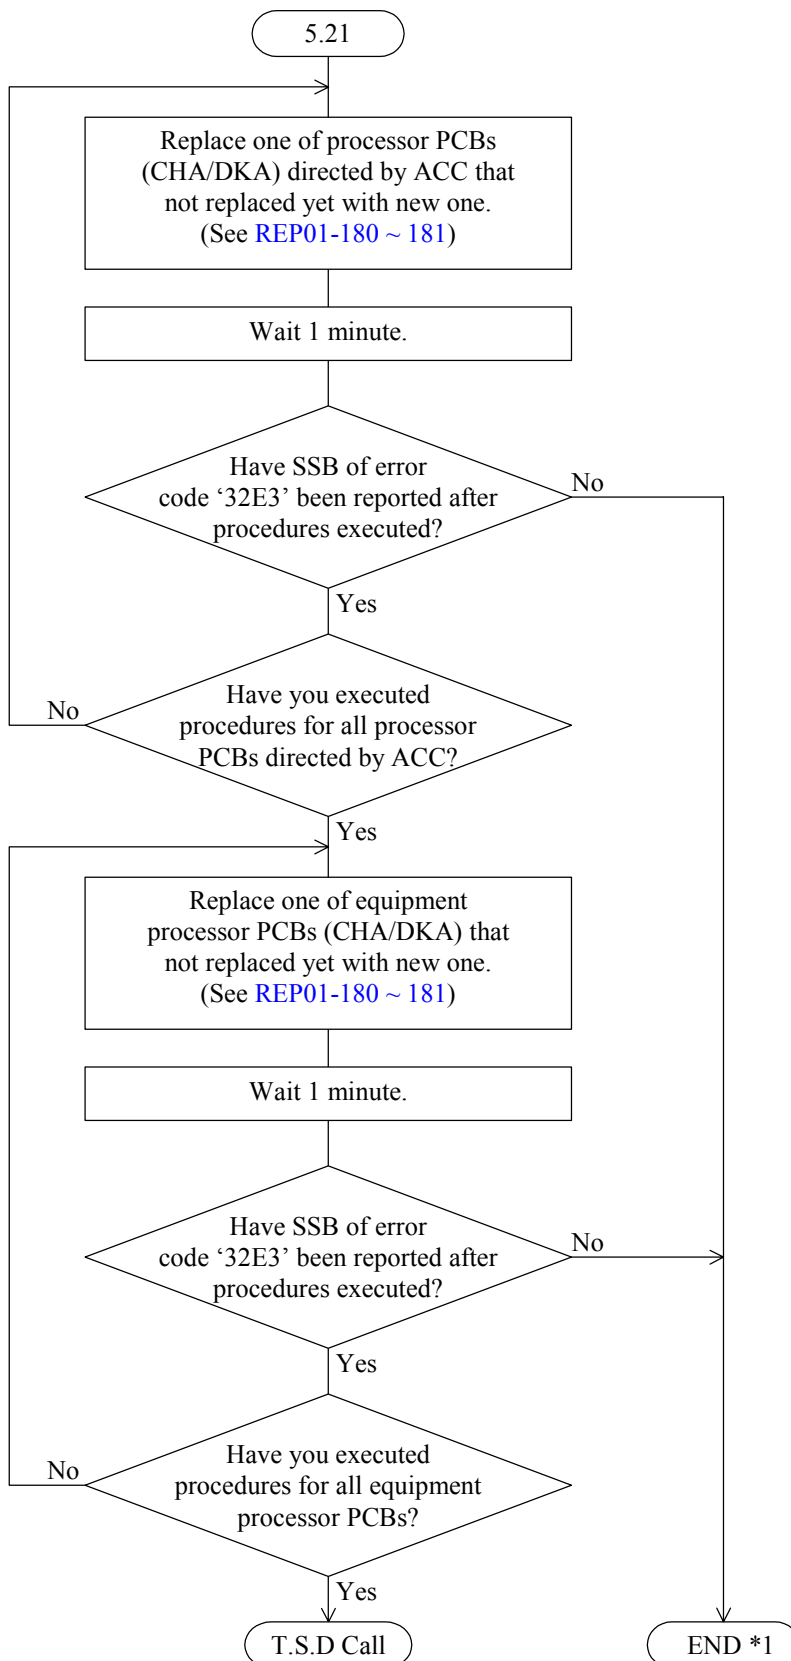 5.21
Replace one of processor PCBs
(CHA/DKA) directed by ACC that
not replaced yet with new one.
(See REP01-180 ~ 181)
Wait 1 minute.
Have SSB of error
code ‘32E3’ been reported after
procedures executed?
No
Yes
Have you executed
procedures for all processor
PCBs directed by ACC?
No
Yes
Replace one of equipment
processor PCBs (CHA/DKA) that
not replaced yet with new one.
(See REP01-180 ~ 181)
Wait 1 minute.
Have SSB of error
code ‘32E3’ been reported after
procedures executed?
No
Yes
Have you executed
procedures for all equipment
processor PCBs?
No
Yes
T.S.D Call
END *1